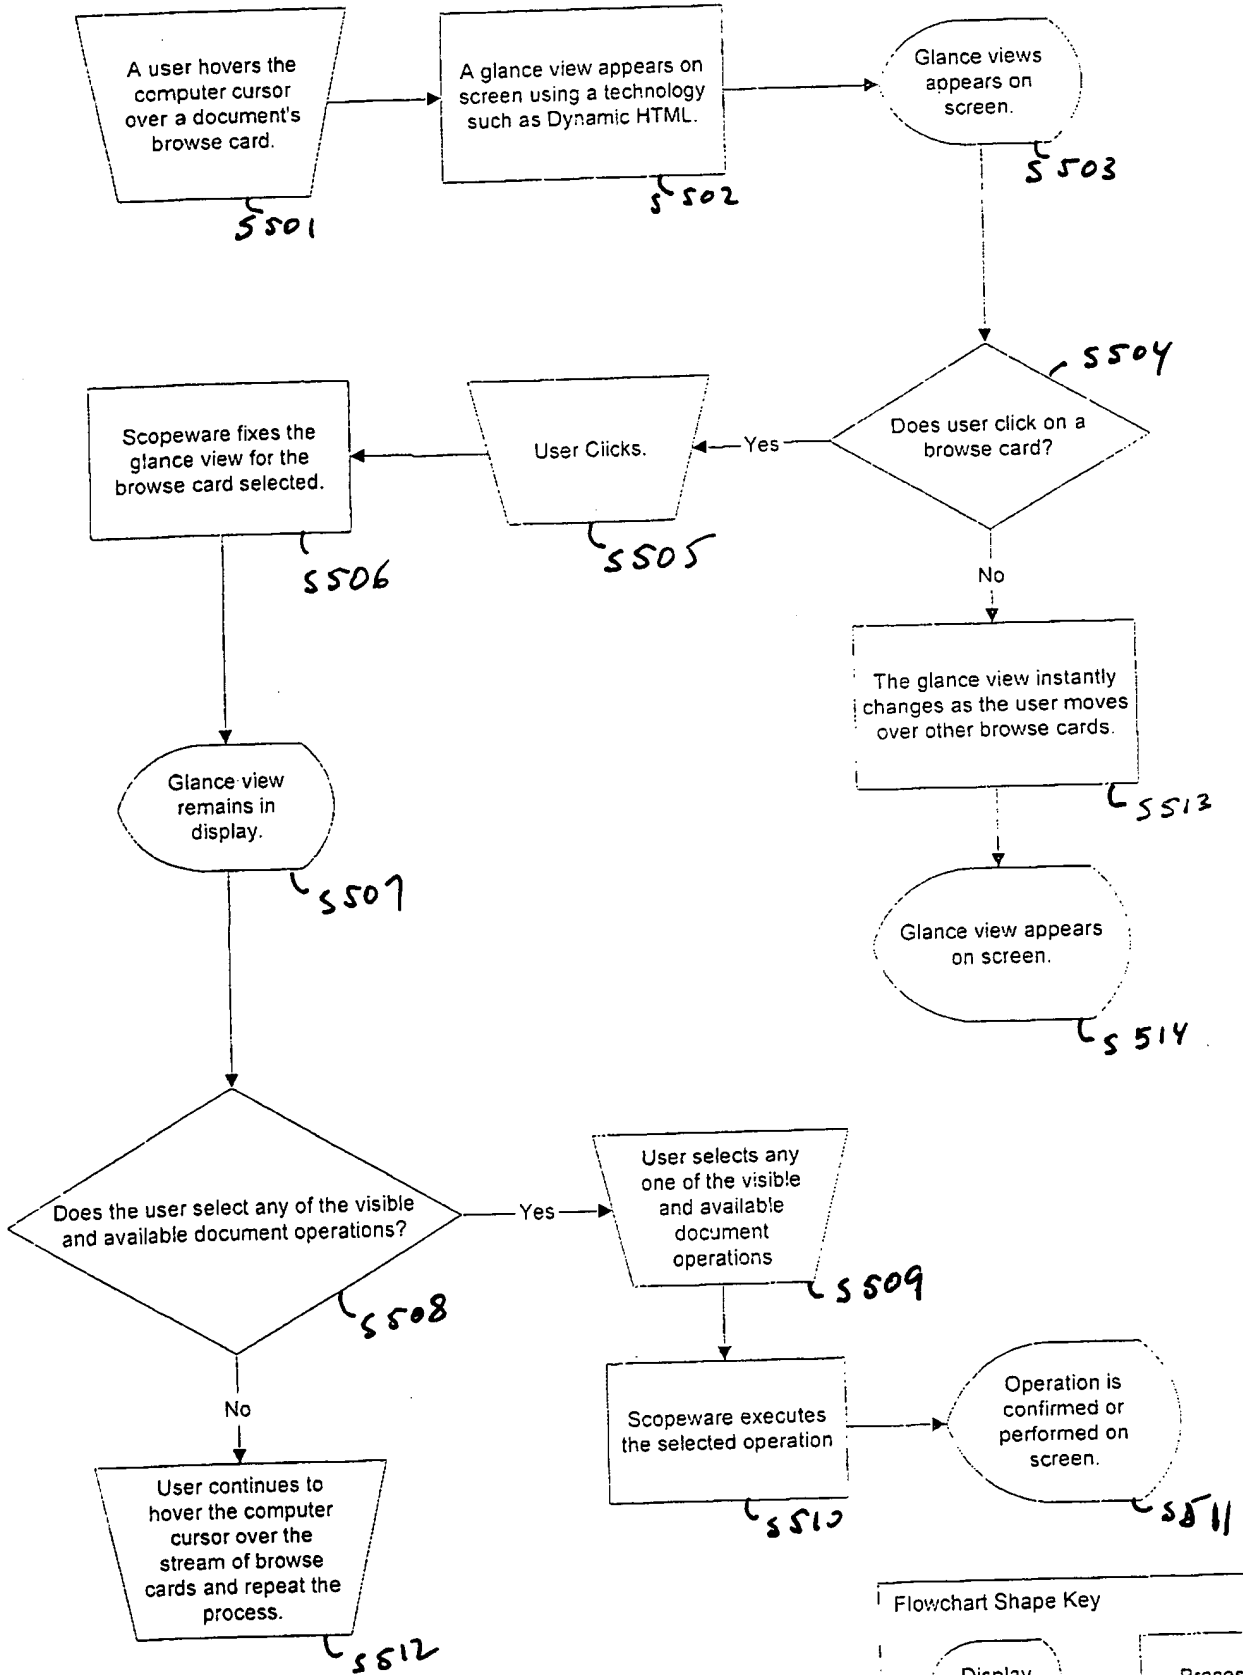 A user hovers the
computer cursor
over a document's
browse card.
S501
A glance view appears on
screen using a technology
such as Dynamic HTML.
S502
Glance views
appears on
screen.
S503
Does user click on a
browse card?
S504
Yes
User Clicks.
S505
Scopeware fixes the
glance view for the
browse card selected.
S506
No
The glance view instantly
changes as the user moves
over other browse cards.
S513
Glance view appears
on screen.
S514
Glance view
remains in
display.
S507
Does the user select any of the visible
and available document operations?
S508
Yes
User selects any
one of the visible
and available
document
operations
S509
Scopeware executes
the selected operation
S510
Operation is
confirmed or
performed on
screen.
S511
No
User continues to
hover the computer
cursor over the
stream of browse
cards and repeat the
process.
S512
Flowchart Shape Key
Display